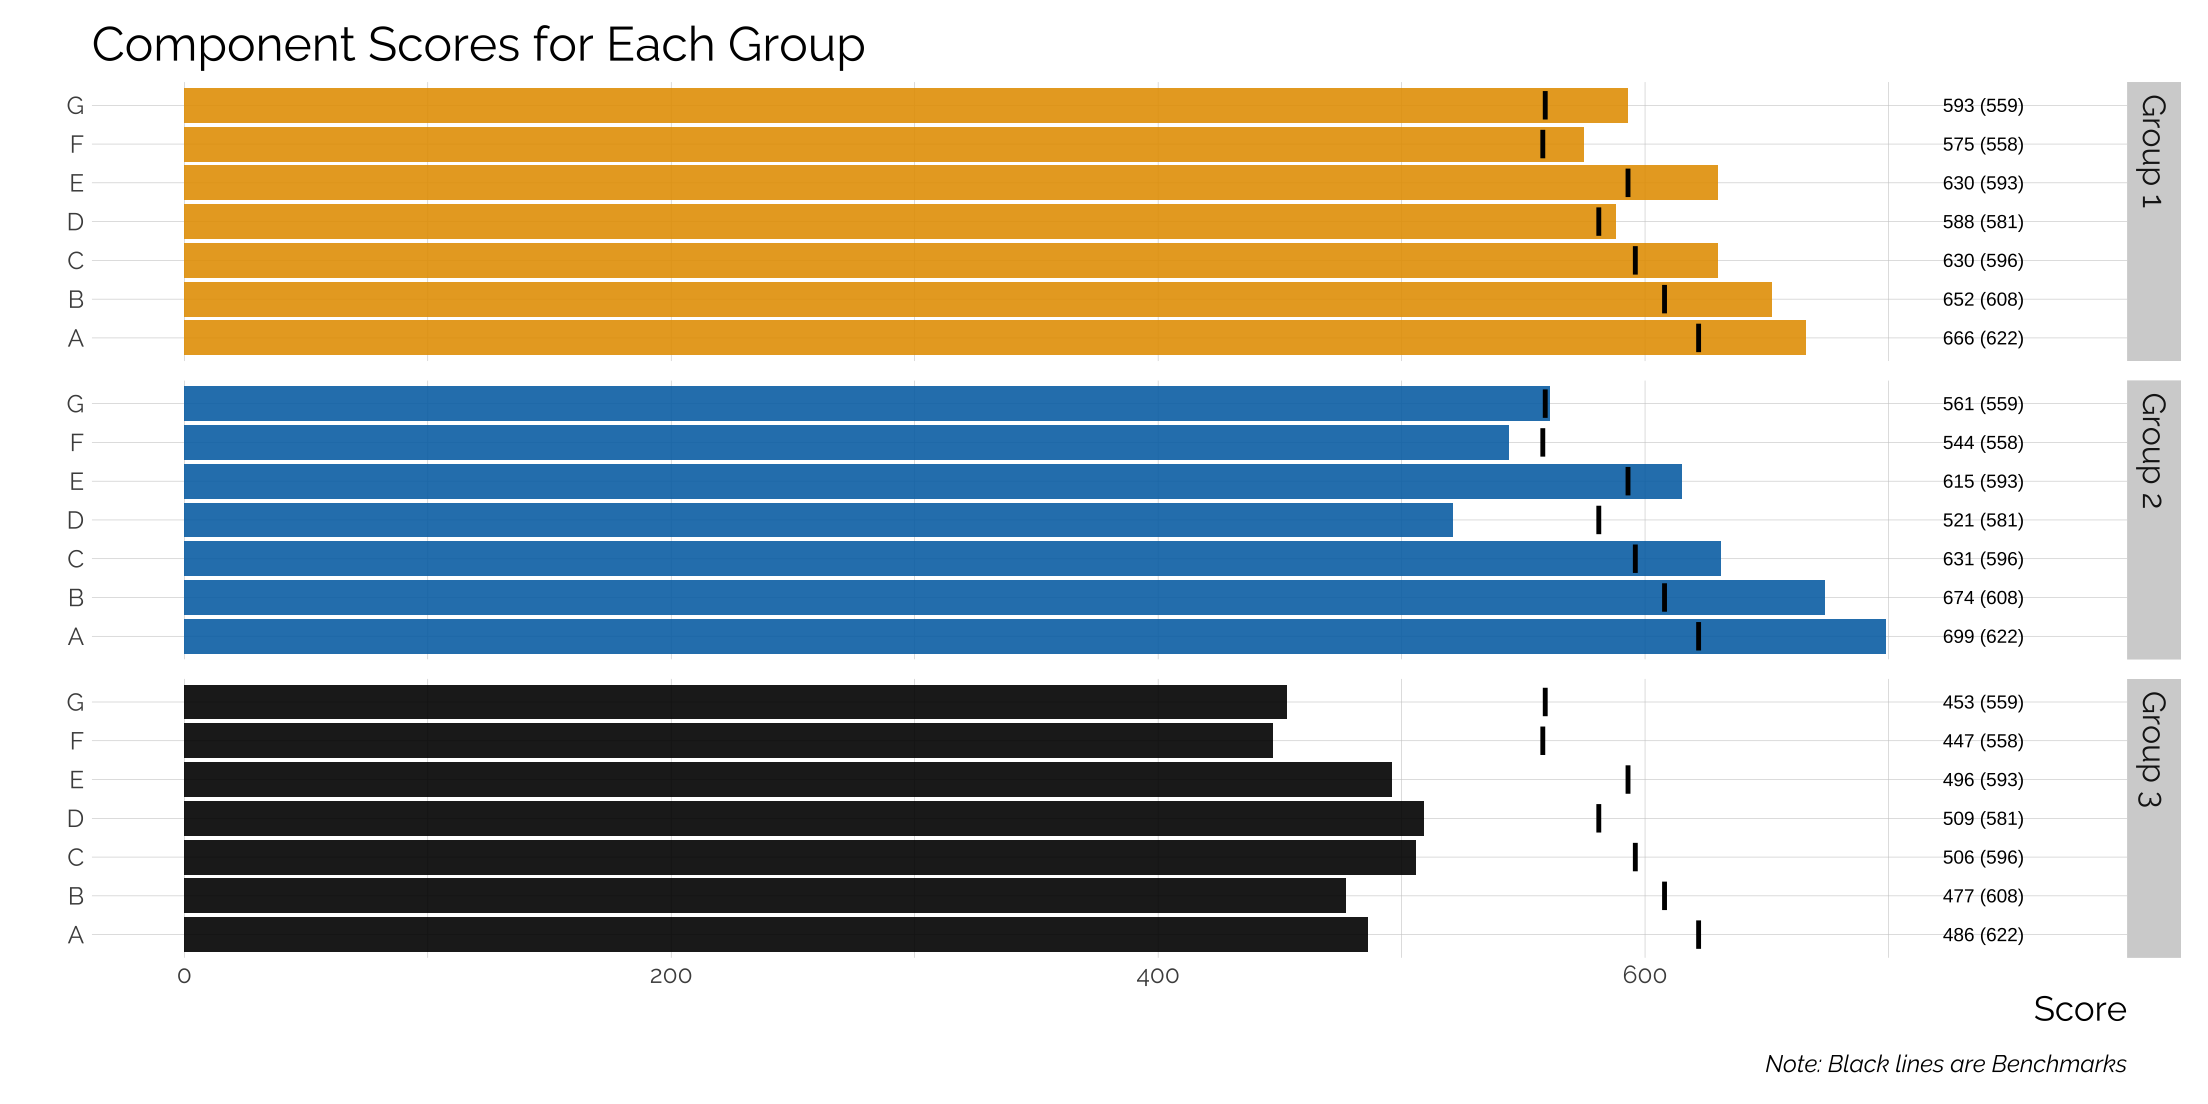 Component Scores for Each Group
G 593 (559)
F 575 (558)
E 630 (593)
D 588 (581)
C 630 (596)
B 652 (608)
A 666 (622)
Group 1
G 561 (559)
F 544 (558)
E 615 (593)
D 521 (581)
C 631 (596)
B 674 (608)
A 699 (622)
Group 2
G 453 (559)
F 447 (558)
E 496 (593)
D 509 (581)
C 506 (596)
B 477 (608)
A 486 (622)
Group 3
0 200 400 600
Score
Note: Black lines are Benchmarks